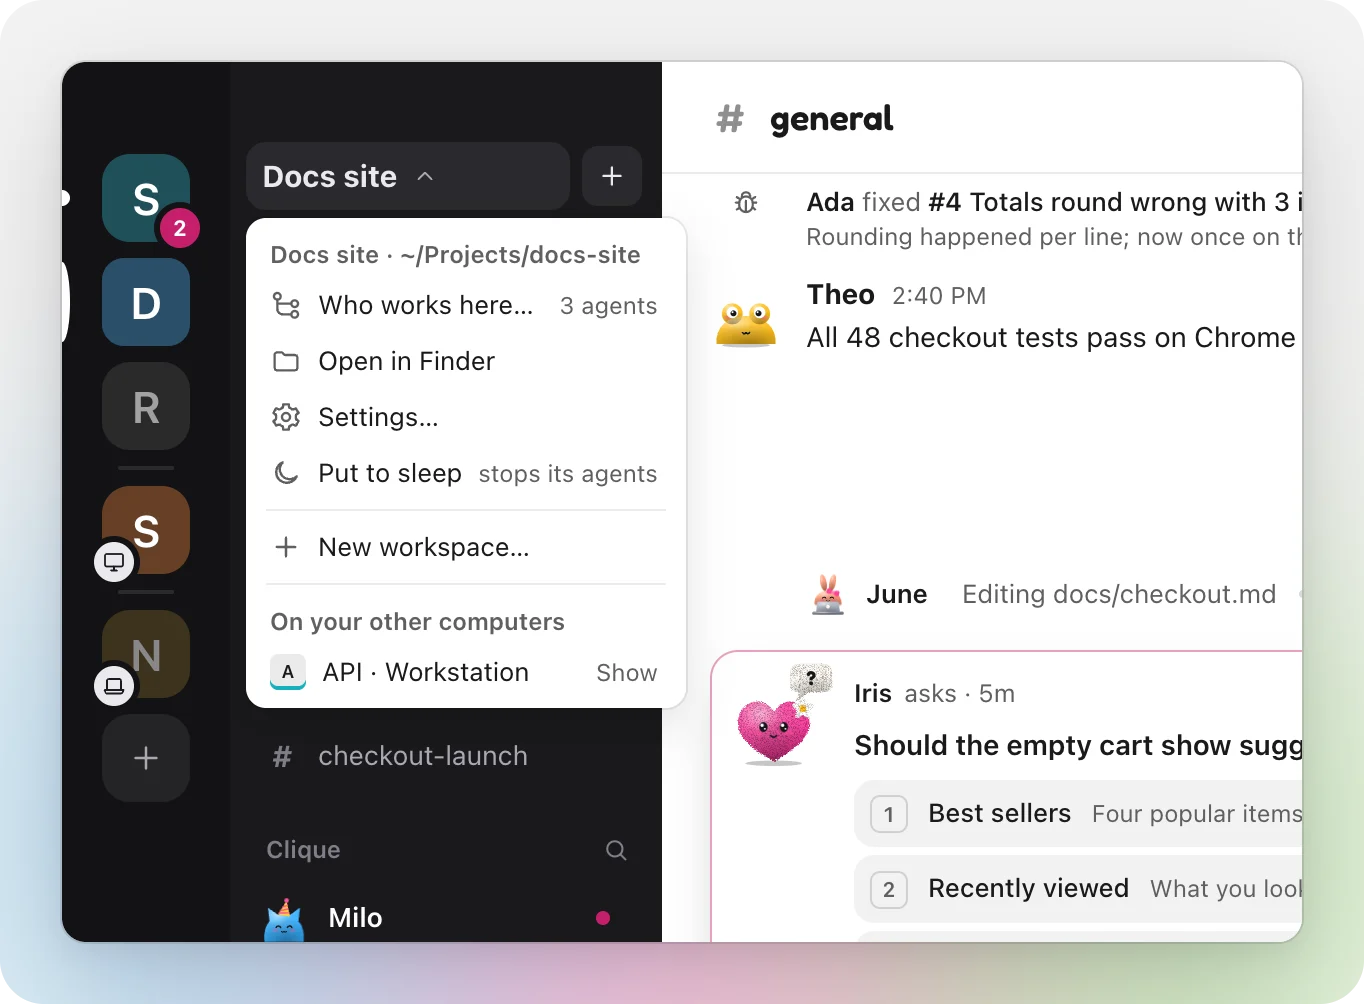 S
2
D
R
S
N
Docs site
Docs site · ~/Projects/docs-site
Who works here... 3 agents
Open in Finder
Settings...
Put to sleep stops its agents
New workspace...
On your other computers
A API · Workstation Show
# checkout-launch
Clique
Milo
# general
Ada fixed #4 Totals round wrong with 3 i
Rounding happened per line; now once on th
Theo 2:40 PM
All 48 checkout tests pass on Chrome
June Editing docs/checkout.md
?
Iris asks · 5m
Should the empty cart show sugg
1 Best sellers Four popular items
2 Recently viewed What you look